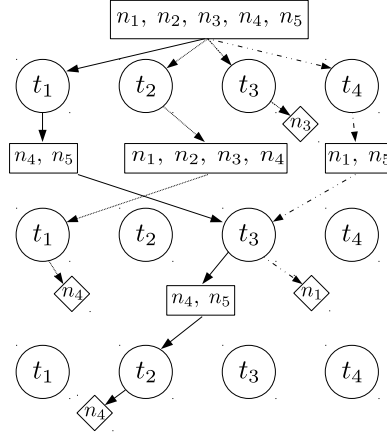 n₁, n₂, n₃, n₄, n₅
t₁ t₂ t₃ t₄
n₃
n₄, n₅ n₁, n₂, n₃, n₄ n₁, n₅
t₁ t₂ t₃ t₄
n₄ n₄, n₅ n₁
t₁ t₂ t₃ t₄
n₄